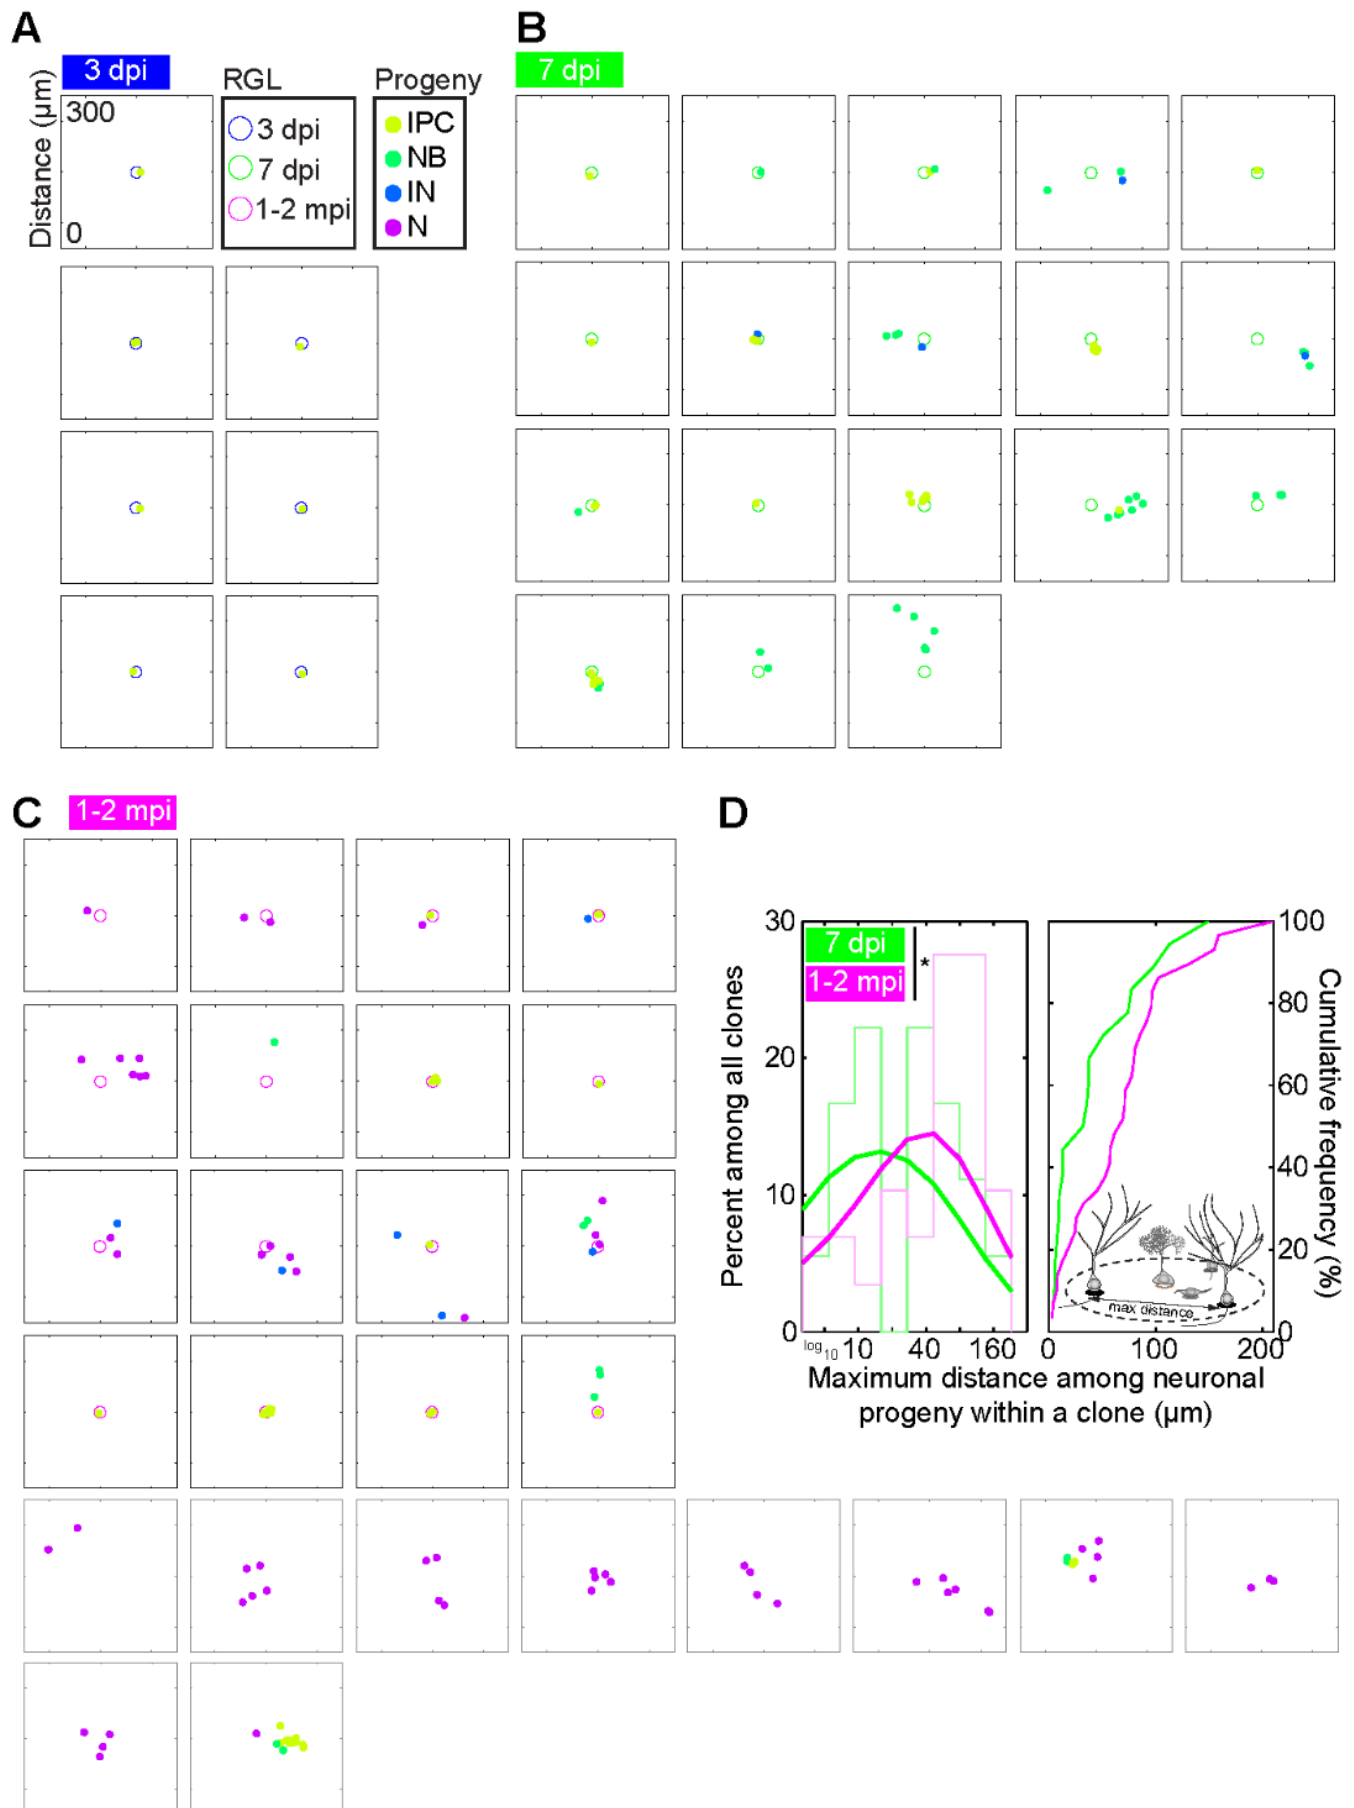 A
3 dpi
RGL
Progeny
Distance (µm)
300
0
3 dpi
7 dpi
1-2 mpi
IPC
NB
IN
N
B
7 dpi
C
1-2 mpi
D
7 dpi
1-2 mpi
*
Percent among all clones
30
20
10
0
log10 10 40 160
0 100 200
100
80
60
40
20
0
Cumulative frequency (%)
max distance
Maximum distance among neuronal
progeny within a clone (µm)